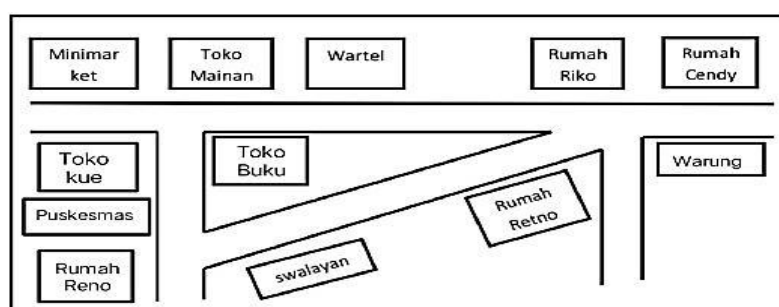 Minimar
ket
Toko
Mainan
Wartel
Rumah
Riko
Rumah
Cendy
Toko
kue
Toko
Buku
Warung
Puskesmas
Rumah
Retno
Rumah
Reno
swalayan